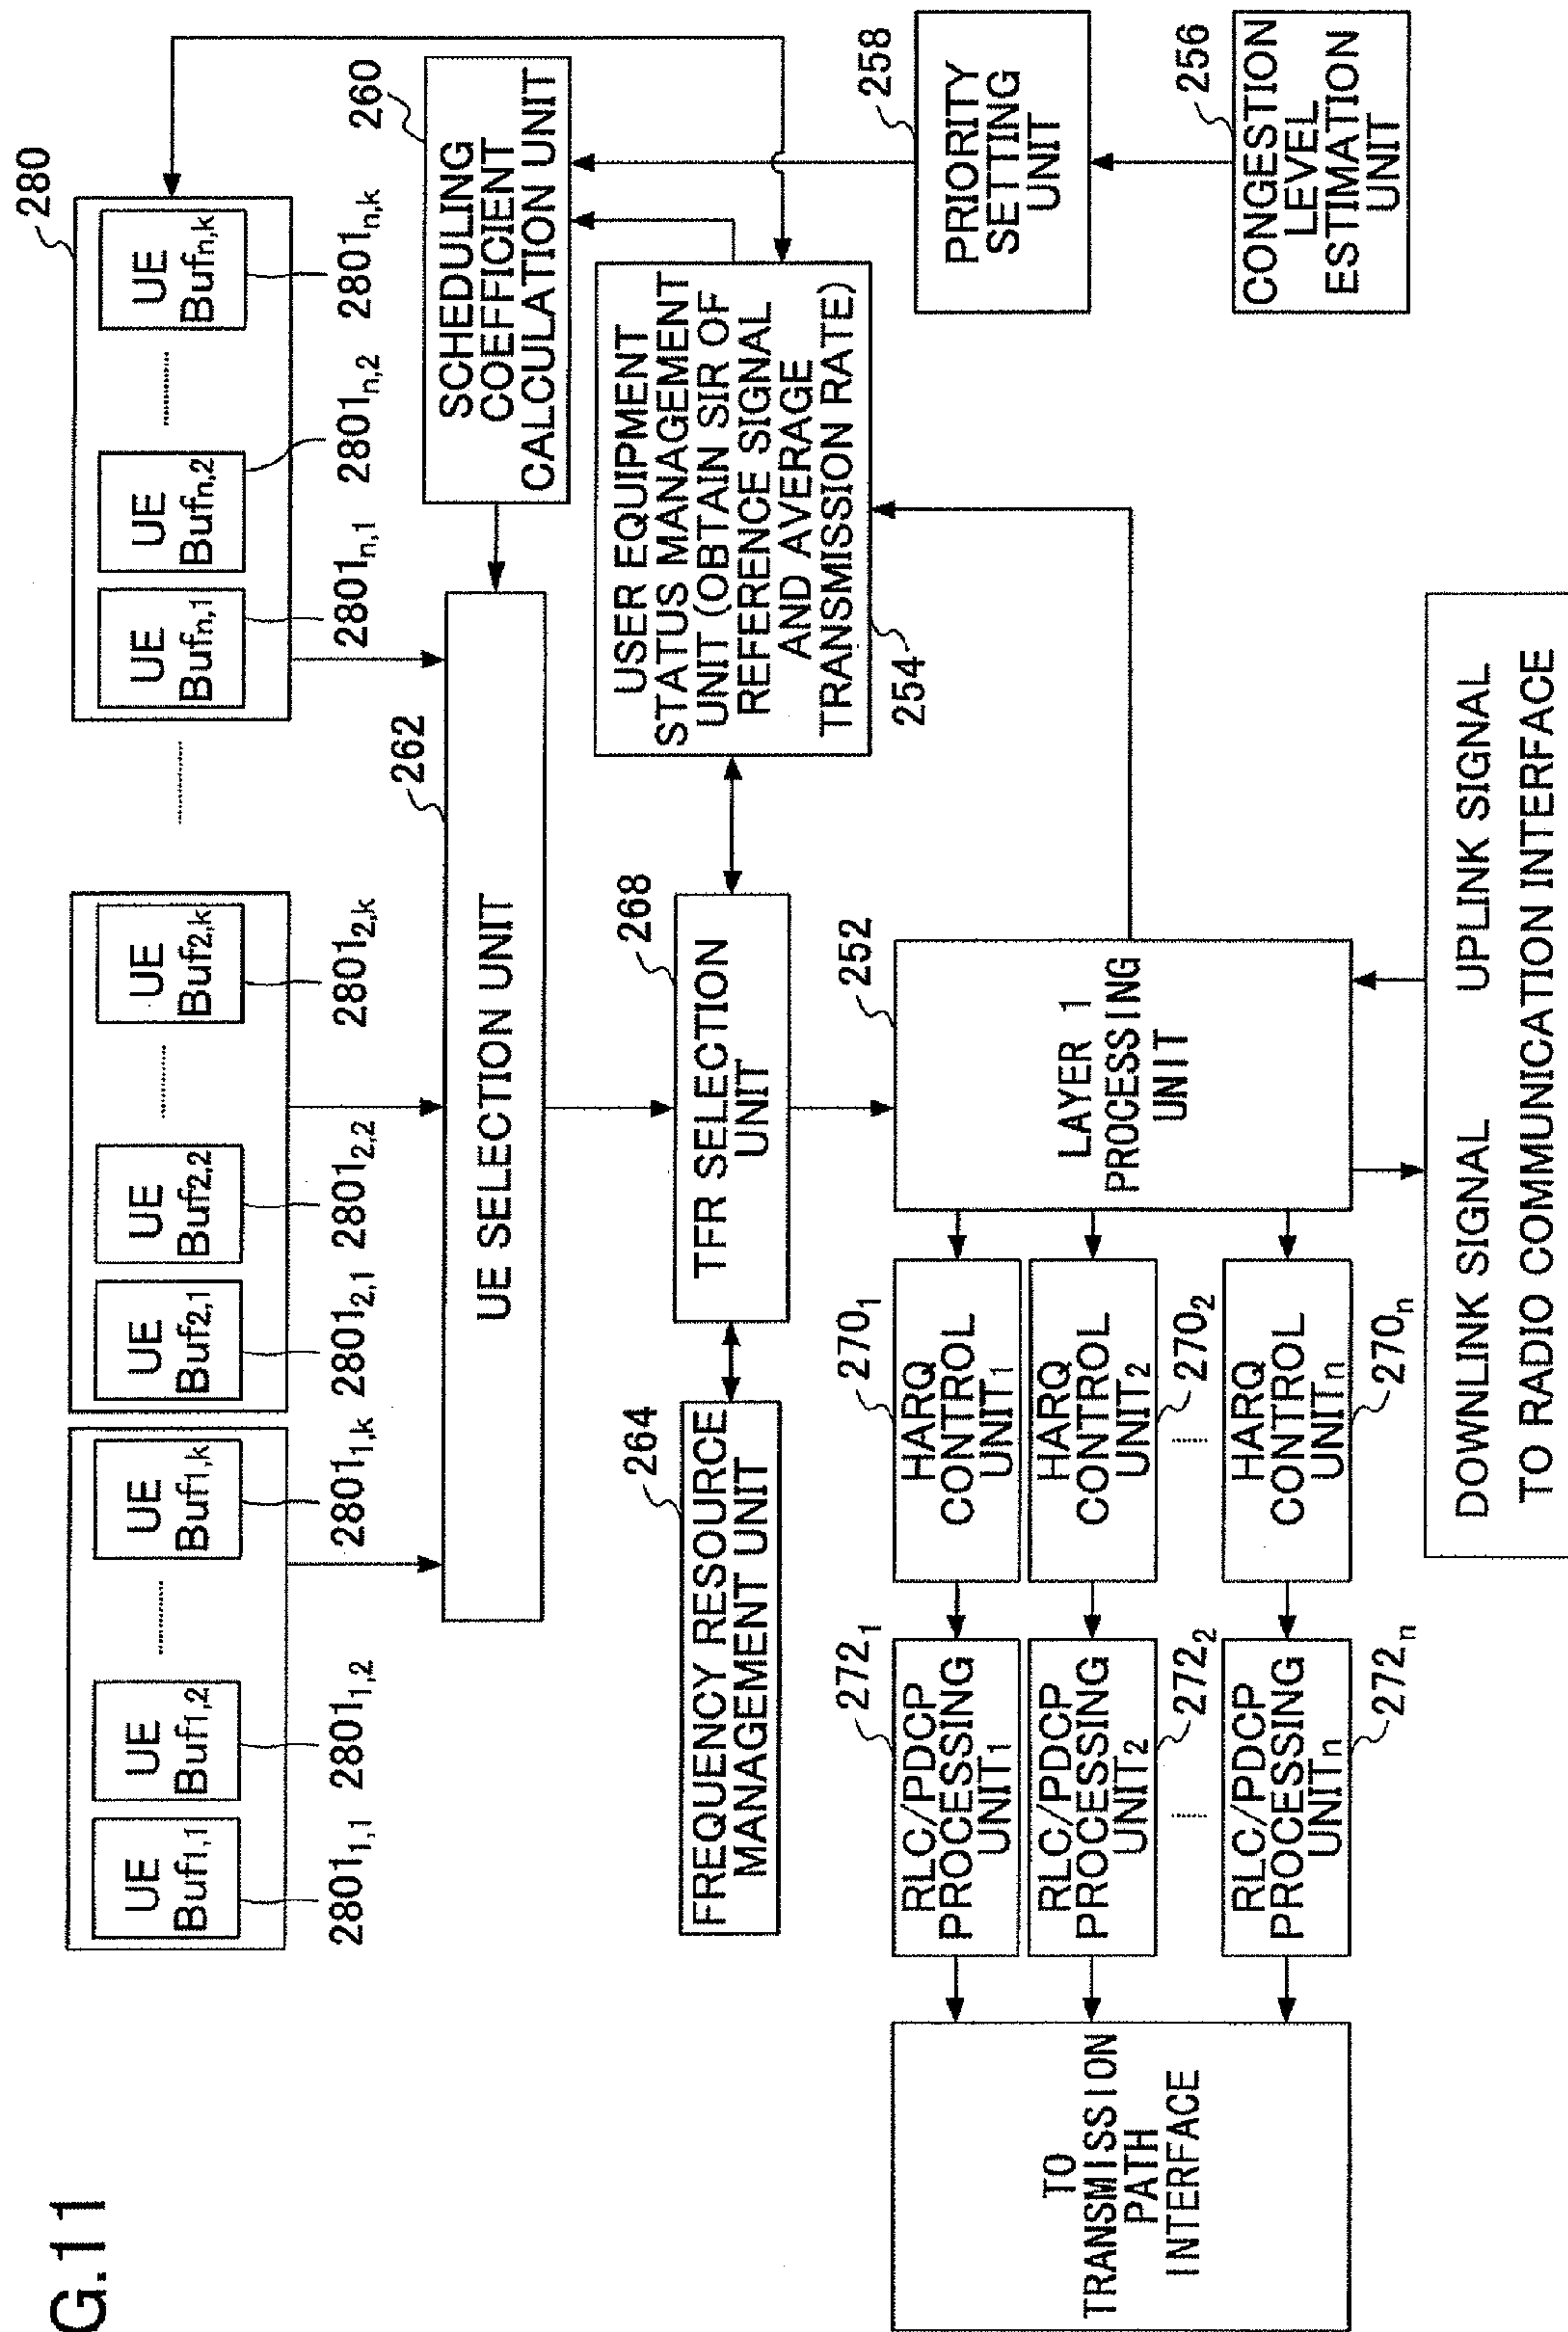 G.11
280
UE
Buf1,1
UE
Buf1,2
UE
Buf1,k
UE
Buf2,1
UE
Buf2,2
UE
Buf2,k
UE
Bufn,1
UE
Bufn,2
UE
Bufn,k
2801₁,₁
2801₁,₂
2801₁,ₖ
2801₂,₁
2801₂,₂
2801₂,ₖ
2801ₙ,₁
2801ₙ,₂
2801ₙ,ₖ
262
UE SELECTION UNIT
260
SCHEDULING
COEFFICIENT
CALCULATION UNIT
264
FREQUENCY RESOURCE
MANAGEMENT UNIT
268
TFR SELECTION
UNIT
USER EQUIPMENT
STATUS MANAGEMENT
UNIT (OBTAIN SIR OF
REFERENCE SIGNAL
AND AVERAGE
TRANSMISSION RATE)
254
258
PRIORITY
SETTING
UNIT
256
CONGESTION
LEVEL
ESTIMATION
UNIT
252
LAYER 1
PROCESSING
UNIT
270₁
HARQ
CONTROL
UNIT₁
HARQ
CONTROL
UNIT₂
270₂
HARQ
CONTROL
UNITn
270ₙ
272₁
RLC/PDCP
PROCESSING
UNIT₁
RLC/PDCP
PROCESSING
UNIT₂
272₂
RLC/PDCP
PROCESSING
UNITn
272ₙ
TO
TRANSMISSION
PATH
INTERFACE
DOWNLINK SIGNAL UPLINK SIGNAL
TO RADIO COMMUNICATION INTERFACE